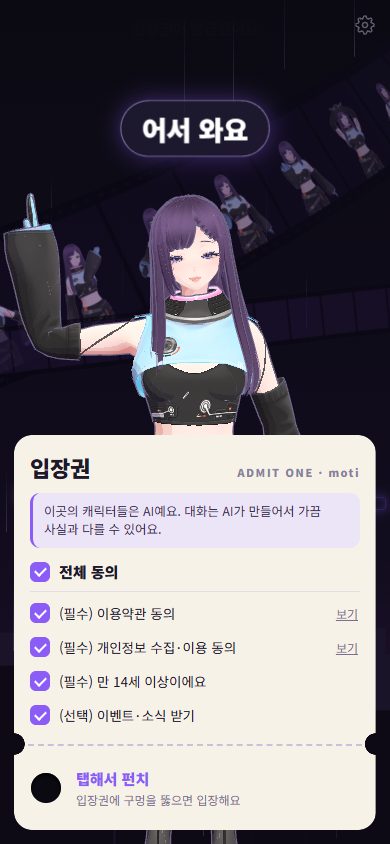 어서 와요
입장권
ADMIT ONE · moti
이곳의 캐릭터들은 AI예요. 대화는 AI가 만들어서 가끔
사실과 다를 수 있어요.
전체 동의
(필수) 이용약관 동의 보기
(필수) 개인정보 수집·이용 동의 보기
(필수) 만 14세 이상이에요
(선택) 이벤트·소식 받기
탭해서 펀치
입장권에 구멍을 뚫으면 입장해요